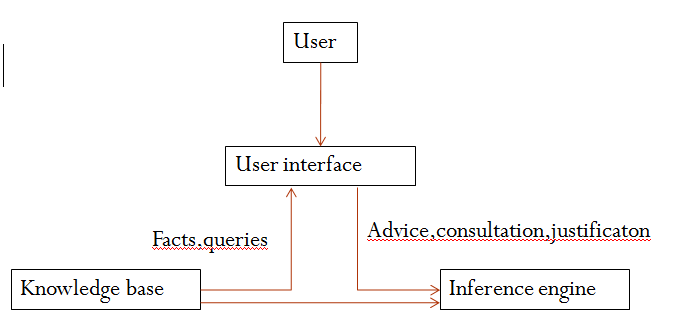 User
User interface
Facts,queries
Advice,consultation,justificaton
Knowledge base
Inference engine